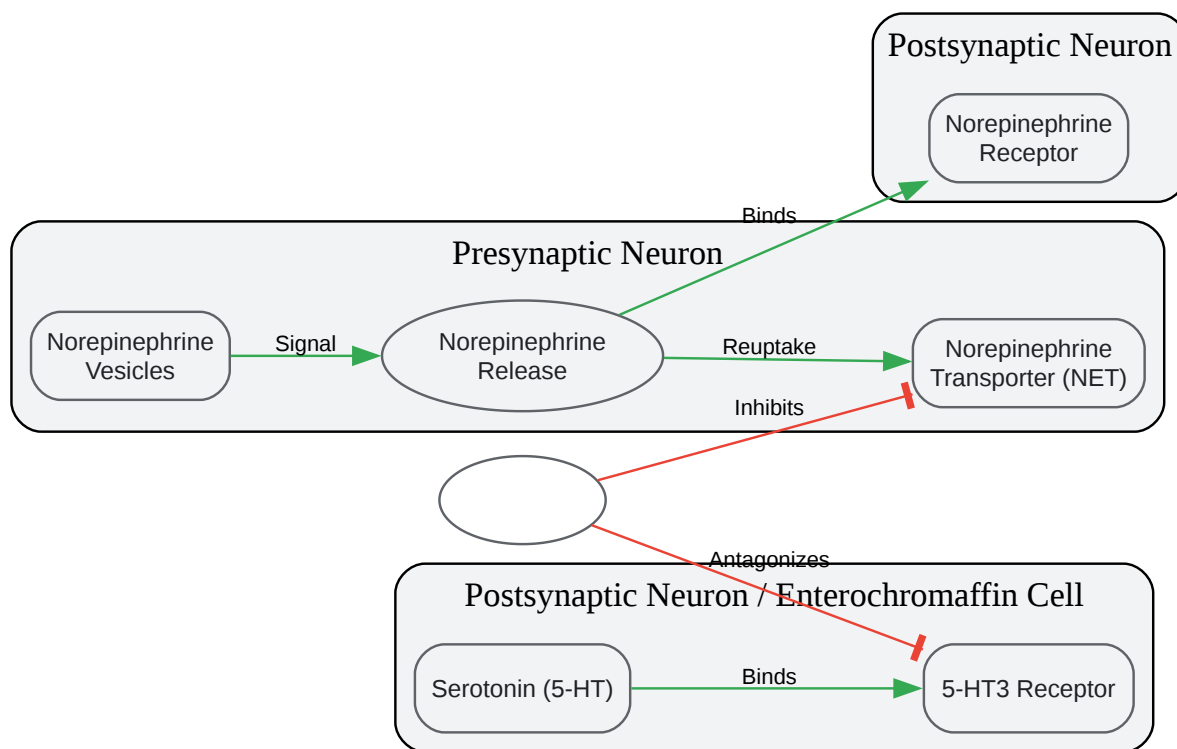 Postsynaptic Neuron
Norepinephrine
Receptor
Binds
Presynaptic Neuron
Norepinephrine
Vesicles
Signal
Norepinephrine
Release
Reuptake
Norepinephrine
Transporter (NET)
Inhibits
Antagonizes
Postsynaptic Neuron / Enterochromaffin Cell
Serotonin (5-HT)
Binds
5-HT3 Receptor